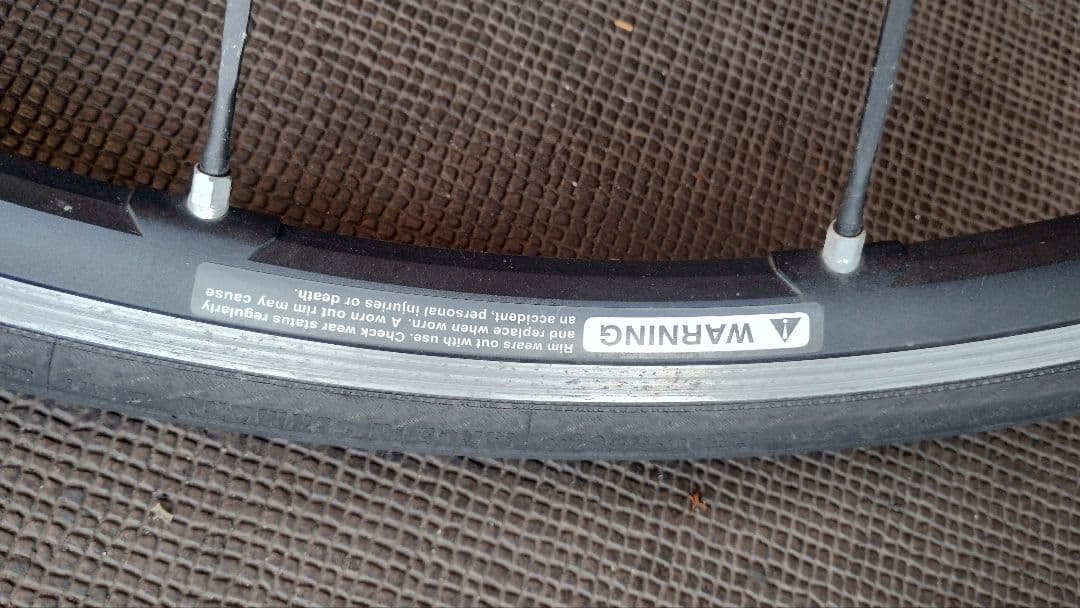 WARNING
Rim wears out with use. Check wear status regularly
and replace when worn. A worn out rim may cause
an accident, personal injuries or death.